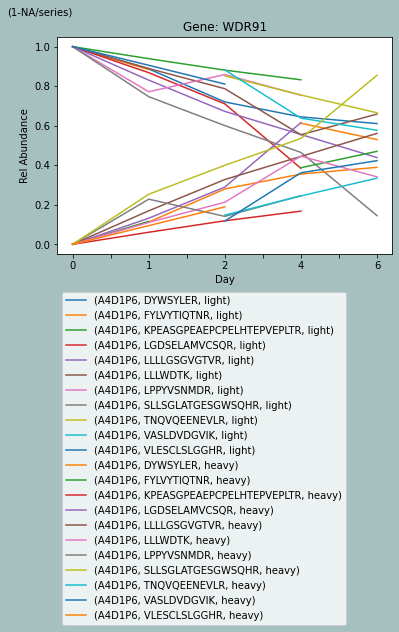 (1-NA/series)
Gene: WDR91
1.0
0.8
0.6
0.4
0.2
0.0
Rel Abundance
0 1 2 4 6
Day
(A4D1P6, DYWSYLER, light)
(A4D1P6, FYLVYTIQTNR, light)
(A4D1P6, KPEASGPEAEPCPELHTEPVEPLTR, light)
(A4D1P6, LGDSELAMVCSQR, light)
(A4D1P6, LLLLGSGVGTVR, light)
(A4D1P6, LLLWDTK, light)
(A4D1P6, LPPYVSNMDR, light)
(A4D1P6, SLLSGLATGESGWSQHR, light)
(A4D1P6, TNQVQEENEVLR, light)
(A4D1P6, VASLDVDGVIK, light)
(A4D1P6, VLESCLSLGGHR, light)
(A4D1P6, DYWSYLER, heavy)
(A4D1P6, FYLVYTIQTNR, heavy)
(A4D1P6, KPEASGPEAEPCPELHTEPVEPLTR, heavy)
(A4D1P6, LGDSELAMVCSQR, heavy)
(A4D1P6, LLLLGSGVGTVR, heavy)
(A4D1P6, LLLWDTK, heavy)
(A4D1P6, LPPYVSNMDR, heavy)
(A4D1P6, SLLSGLATGESGWSQHR, heavy)
(A4D1P6, TNQVQEENEVLR, heavy)
(A4D1P6, VASLDVDGVIK, heavy)
(A4D1P6, VLESCLSLGGHR, heavy)